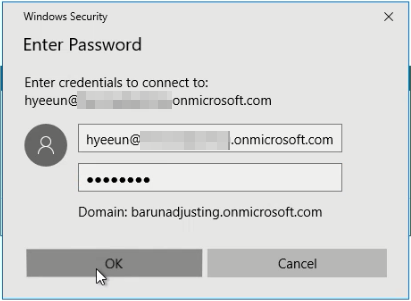 Windows Security
Enter Password
Enter credentials to connect to:
hyeeun@ onmicrosoft.com
hyeeun@ .onmicrosoft.com
Domain: barunadjusting.onmicrosoft.com
OK
Cancel